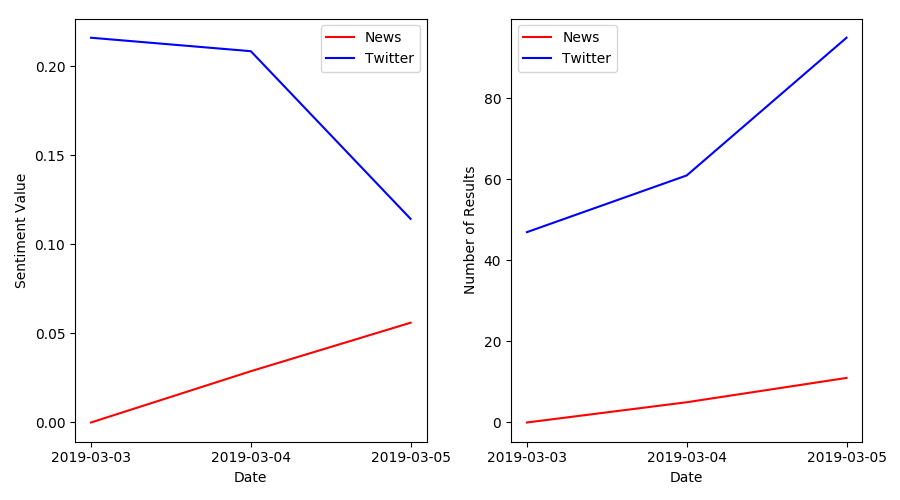 News
Twitter
0.20
0.15
0.10
0.05
0.00
Sentiment Value
2019-03-03
2019-03-04
2019-03-05
Date
News
Twitter
80
60
40
20
0
Number of Results
2019-03-03
2019-03-04
2019-03-05
Date